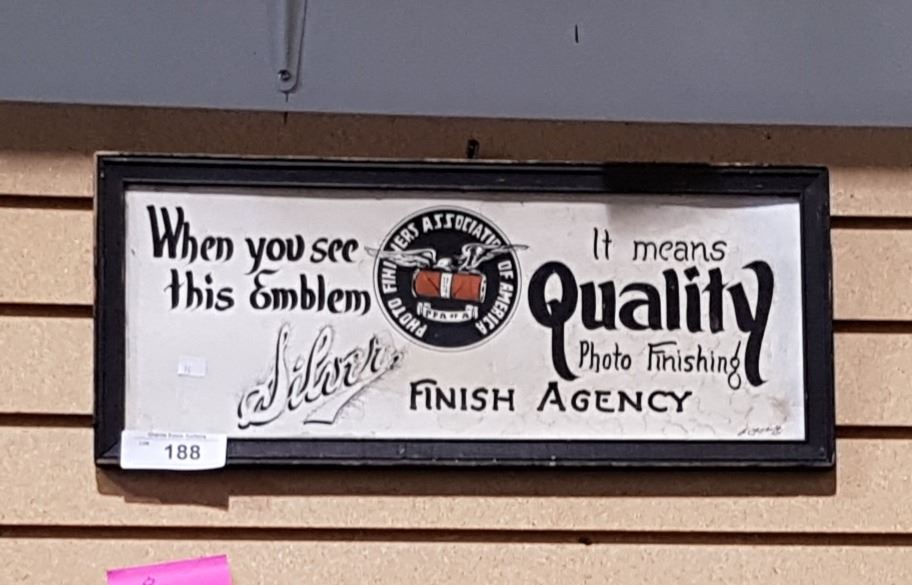 When you see
this Emblem
PHOTO FINISHERS ASSOCIATION OF AMERICA
It means
Quality
Photo Finishing
Silver
FINISH AGENCY
188